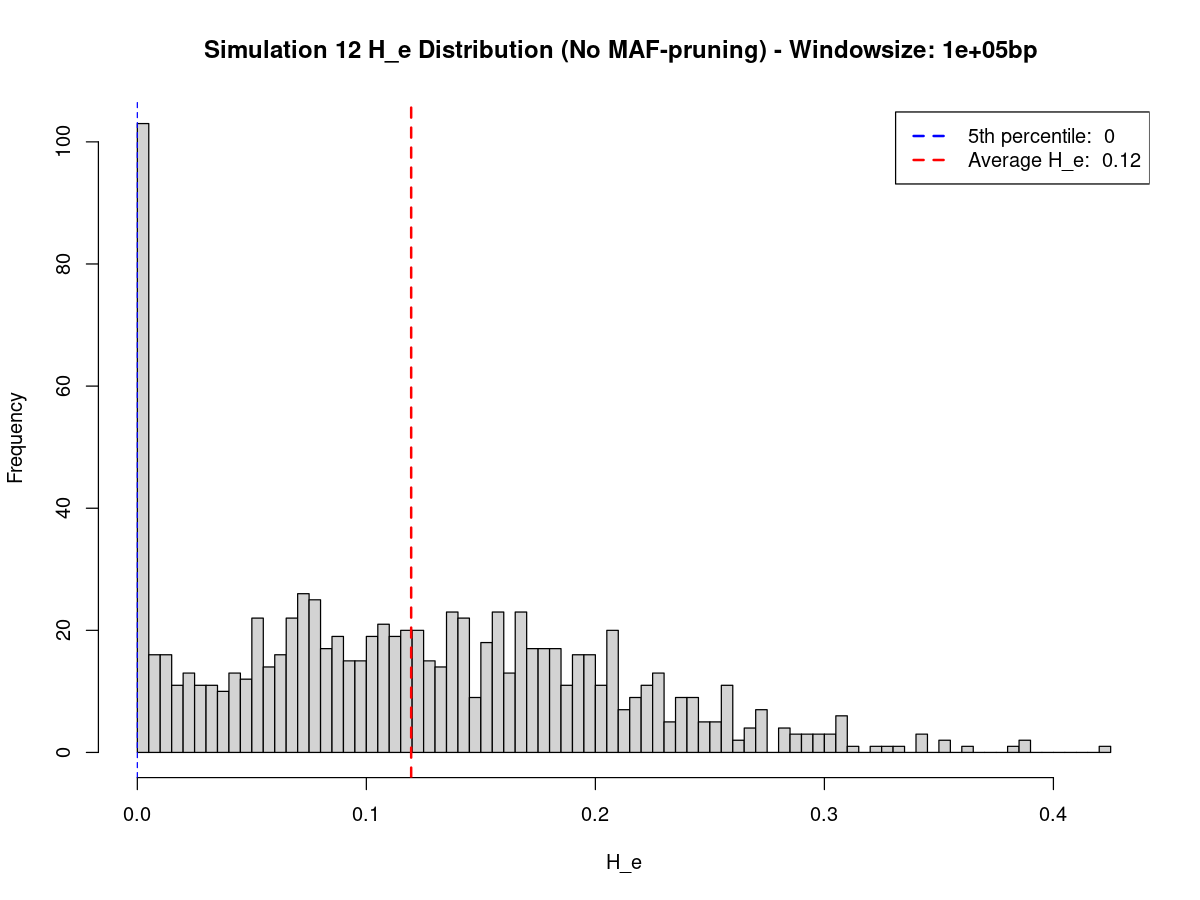 Simulation 12 H_e Distribution (No MAF-pruning) - Windowsize: 1e+05bp
5th percentile:  0
Average H_e:  0.12
Frequency
100
80
60
40
20
0
0.0 0.1 0.2 0.3 0.4
H_e